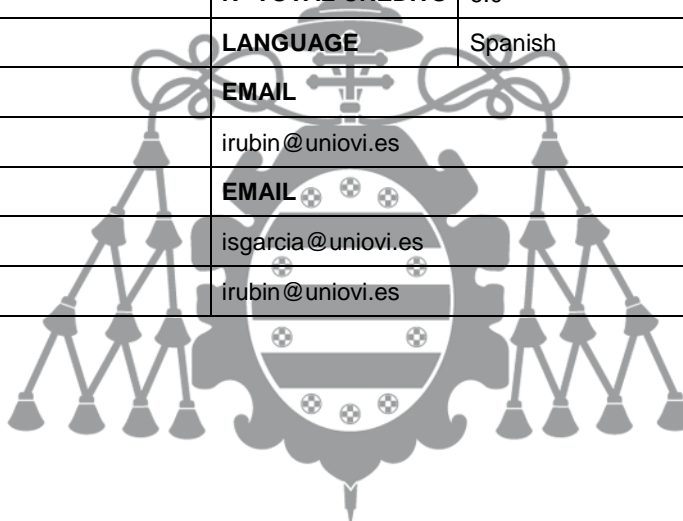 LANGUAGE Spanish
EMAIL
irubin@uniovi.es
EMAIL
isgarcia@uniovi.es
irubin@uniovi.es